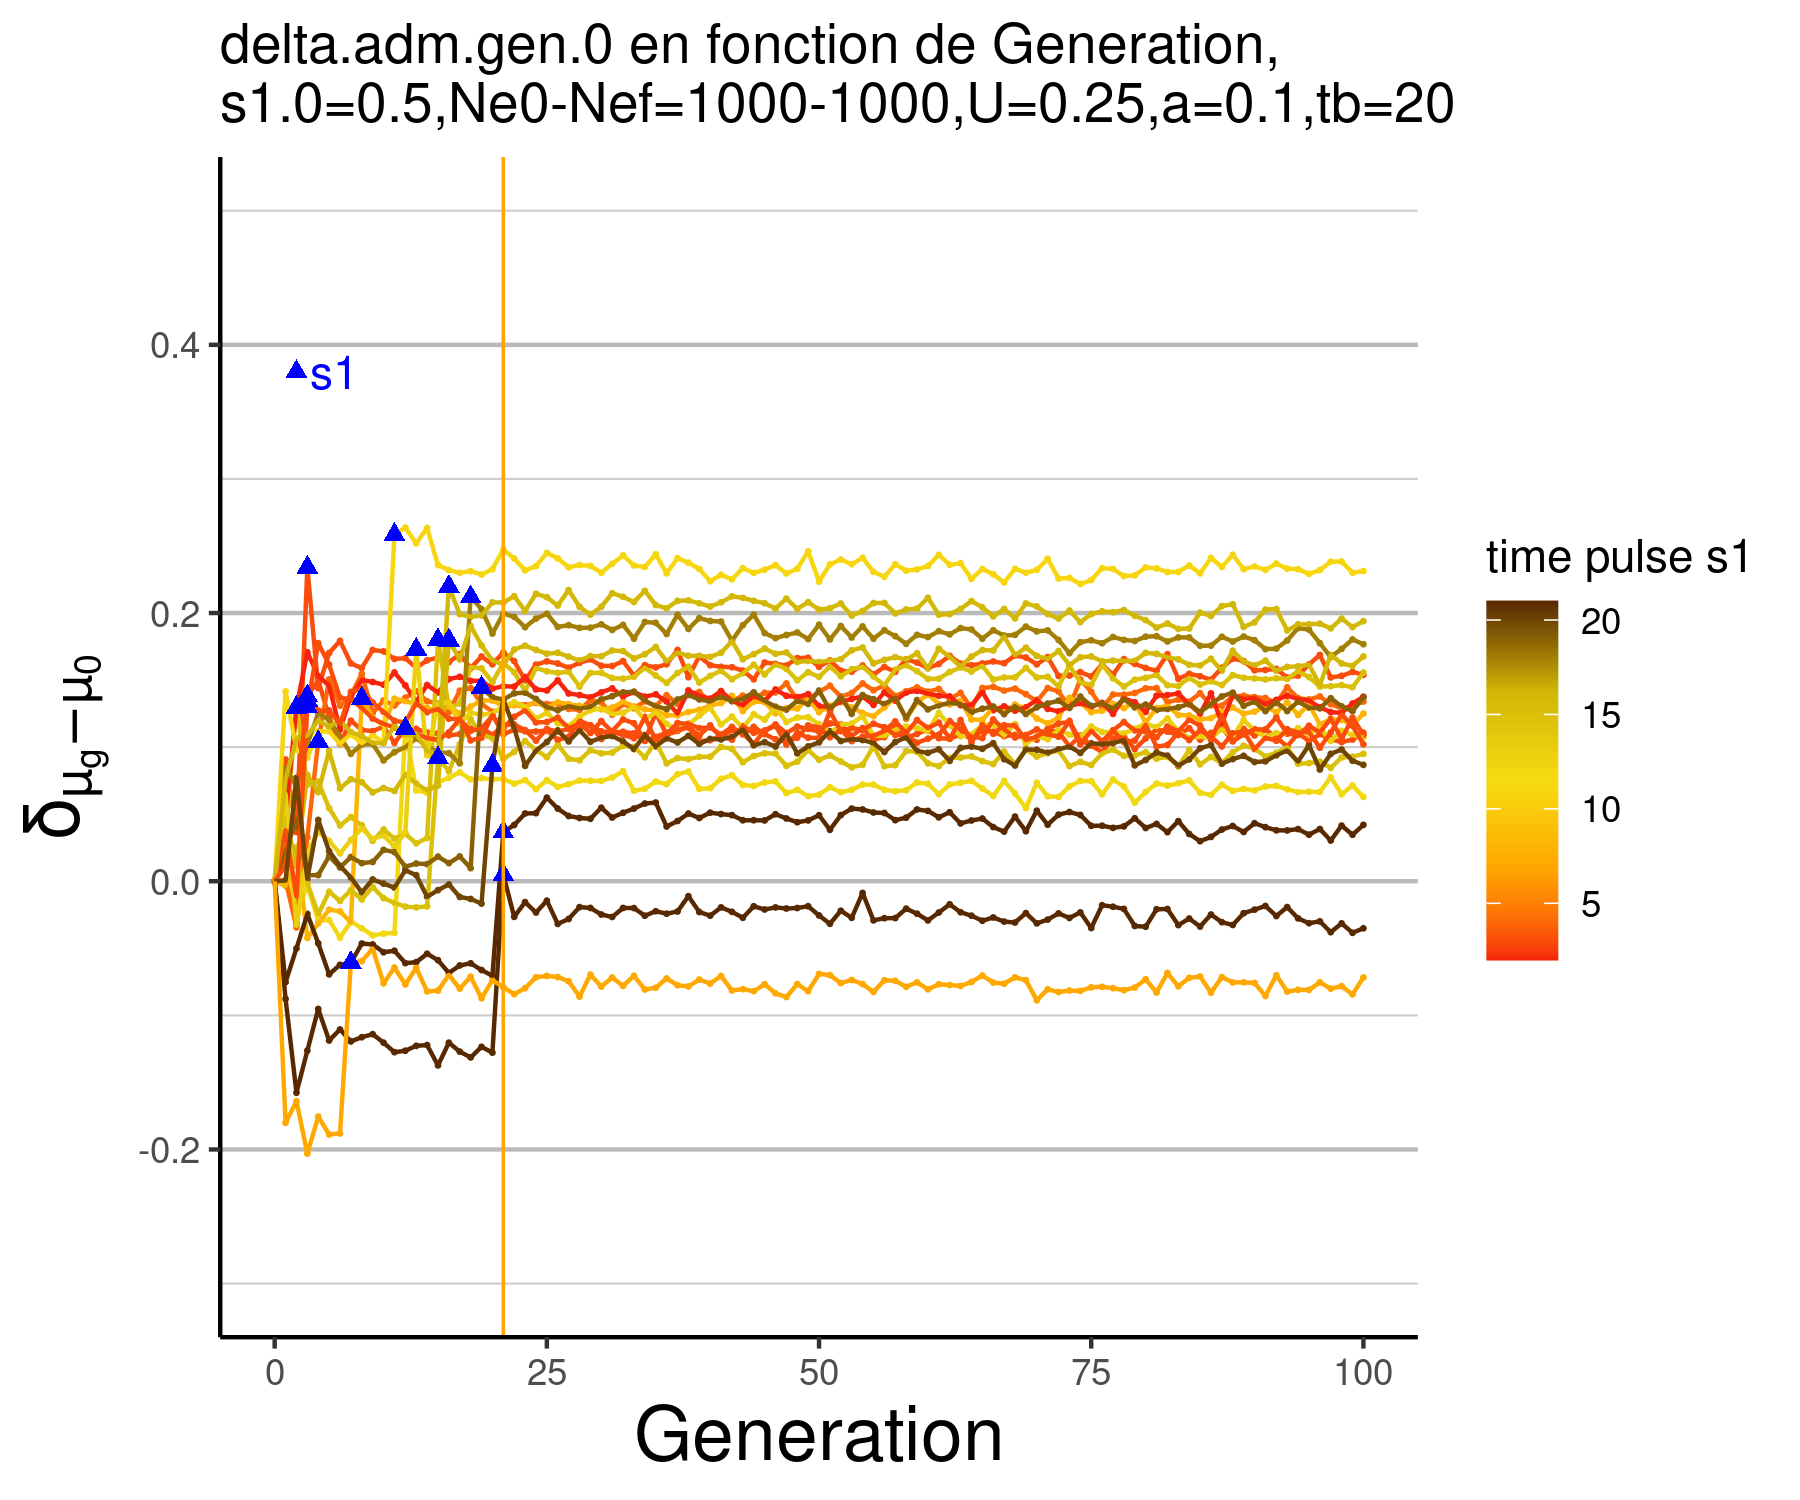 delta.adm.gen.0 en fonction de Generation,
s1.0=0.5,Ne0-Nef=1000-1000,U=0.25,a=0.1,tb=20
s1
0.4
0.2
0.0
-0.2
δμg−μ0
0 25 50 75 100
Generation
time pulse s1
20
15
10
5